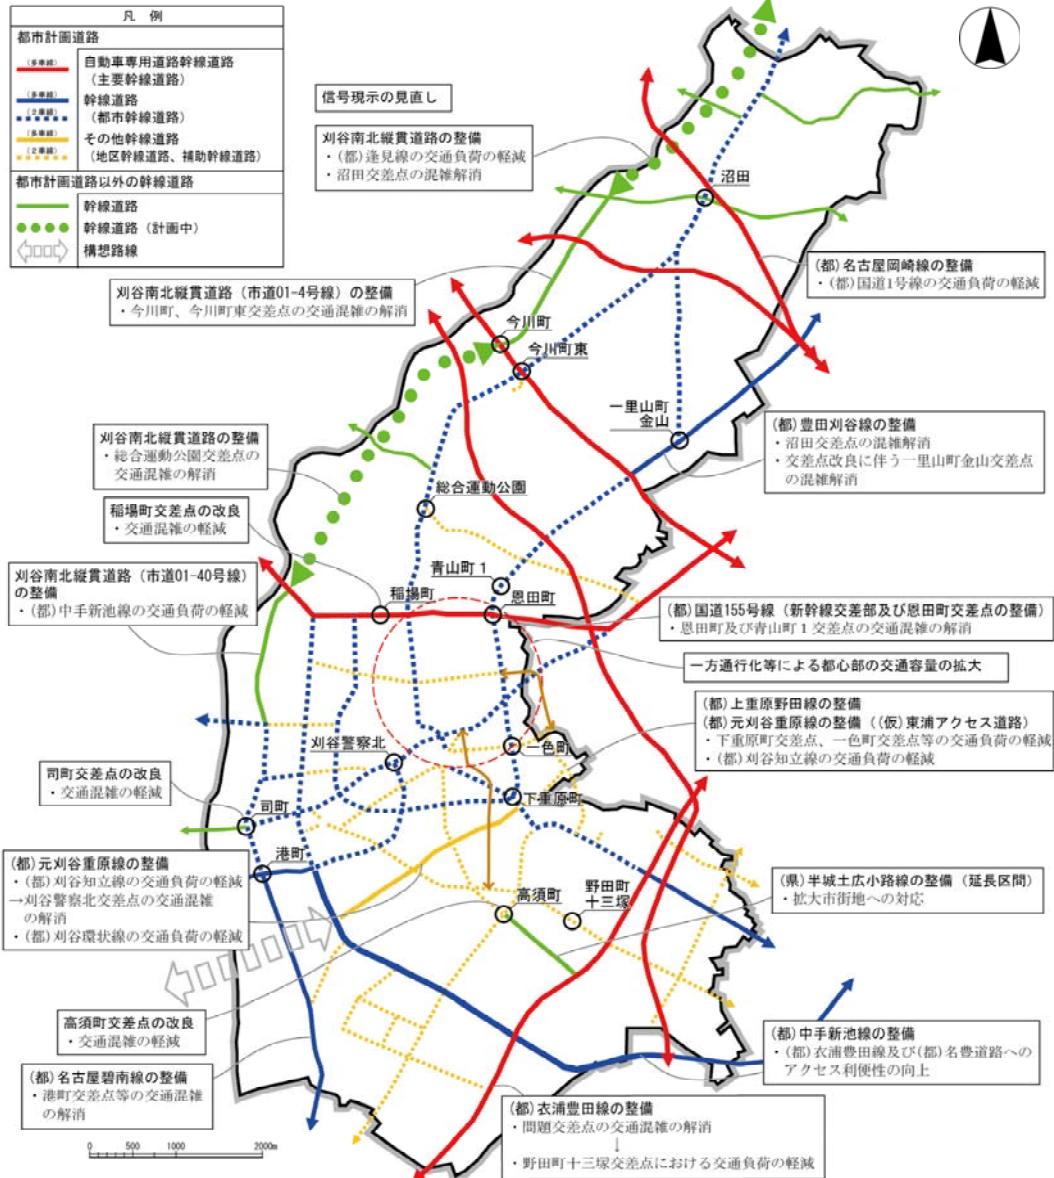 凡 例
都市計画道路
(多車線)
自動車専用道路幹線道路
(主要幹線道路)
(多車線)
幹線道路
(2車線)
(都市幹線道路)
(多車線)
その他幹線道路
(2車線)
(地区幹線道路、補助幹線道路)
都市計画道路以外の幹線道路
幹線道路
幹線道路(計画中)
構想路線
信号現示の見直し
刈谷南北縦貫道路の整備
・(都)逢見線の交通負荷の軽減
・沼田交差点の混雑解消
沼田
(都)名古屋岡崎線の整備
・(都)国道1号線の交通負荷の軽減
刈谷南北縦貫道路(市道01-4号線)の整備
・今川町、今川町東交差点の交通混雑の解消
今川町
今川町東
一里山町
金山
(都)豊田刈谷線の整備
・沼田交差点の混雑解消
・交差点改良に伴う一里山町金山交差点
の混雑解消
刈谷南北縦貫道路の整備
・総合運動公園交差点の
交通混雑の解消
総合運動公園
稲場町交差点の改良
・交通混雑の軽減
刈谷南北縦貫道路(市道01-40号線)
の整備
・(都)中手新池線の交通負荷の軽減
青山町1
稲場町
恩田町
(都)国道155号線(新幹線交差部及び恩田町交差点の整備)
・恩田町及び青山町1交差点の交通混雑の解消
一方通行化等による都心部の交通容量の拡大
(都)上重原野田線の整備
(都)元刈谷重原線の整備((仮)東浦アクセス道路)
・下重原町交差点、一色町交差点等の交通負荷の軽減
・(都)刈谷知立線の交通負荷の軽減
刈谷警察北
一色町
司町交差点の改良
・交通混雑の軽減
司町
下重原町
港町
(都)元刈谷重原線の整備
・(都)刈谷知立線の交通負荷の軽減
→刈谷警察北交差点の交通混雑
の解消
・(都)刈谷環状線の交通負荷の軽減
高須町
野田町
十三塚
(県)半城土広小路線の整備(延長区間)
・拡大市街地への対応
高須町交差点の改良
・交通混雑の軽減
(都)中手新池線の整備
・(都)衣浦豊田線及び(都)名豊道路への
アクセス利便性の向上
(都)名古屋碧南線の整備
・港町交差点等の交通混雑
の解消
(都)衣浦豊田線の整備
・問題交差点の交通混雑の解消
↓
・野田町十三塚交差点における交通負荷の軽減
0 500 1000 2000m